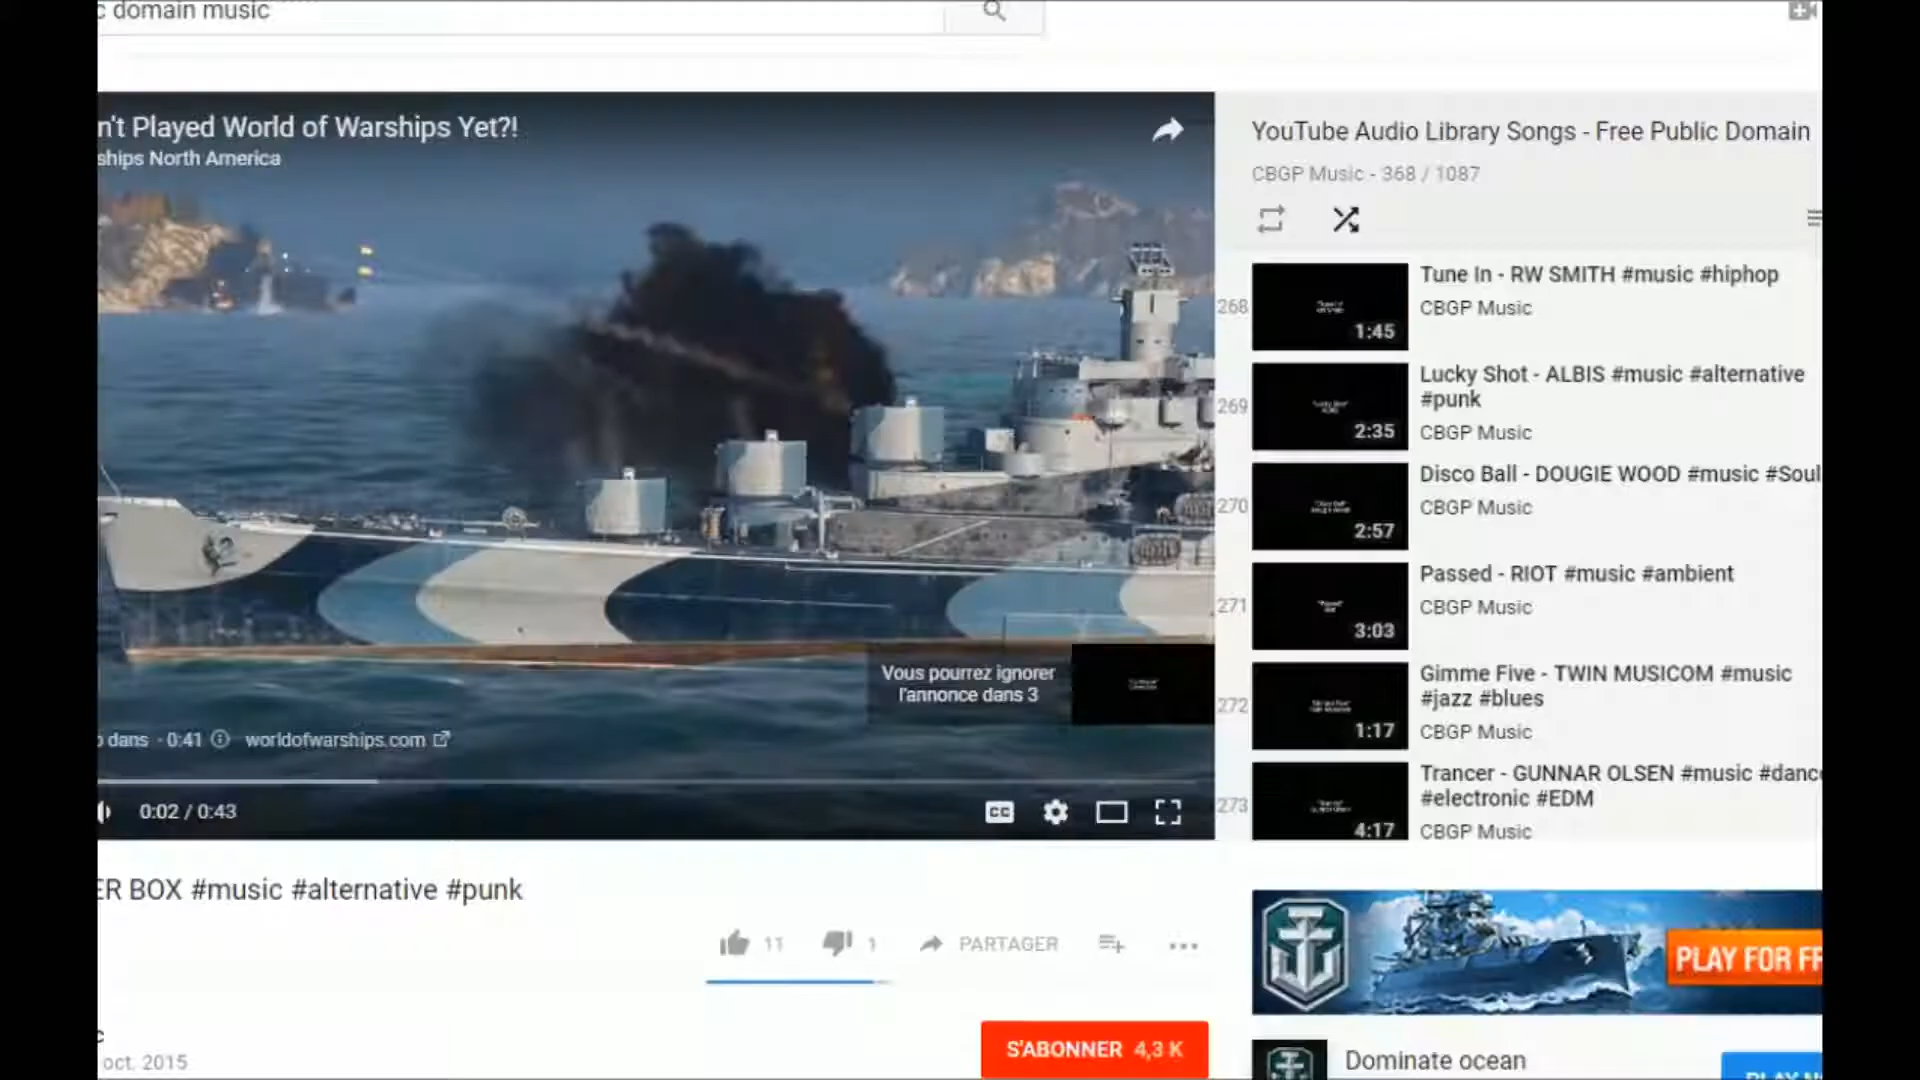 c domain music
n't Played World of Warships Yet?!
ships North America
YouTube Audio Library Songs - Free Public Domain
CBGP Music - 368 / 1087
268
Tune In - RW SMITH #music #hiphop
CBGP Music
1:45
269
Lucky Shot - ALBIS #music #alternative
#punk
CBGP Music
2:35
270
Disco Ball - DOUGIE WOOD #music #Soul
CBGP Music
2:57
271
Passed - RIOT #music #ambient
CBGP Music
3:03
272
Gimme Five - TWIN MUSICOM #music
#jazz #blues
CBGP Music
1:17
273
Trancer - GUNNAR OLSEN #music #dance
#electronic #EDM
CBGP Music
4:17
Vous pourrez ignorer
l'annonce dans 3
dans · 0:41 worldofwarships.com
0:02 / 0:43
CC
ER BOX #music #alternative #punk
11 1 PARTAGER
PLAY FOR FR
c
oct. 2015
S'ABONNER 4,3 K
Dominate ocean
PLAY N